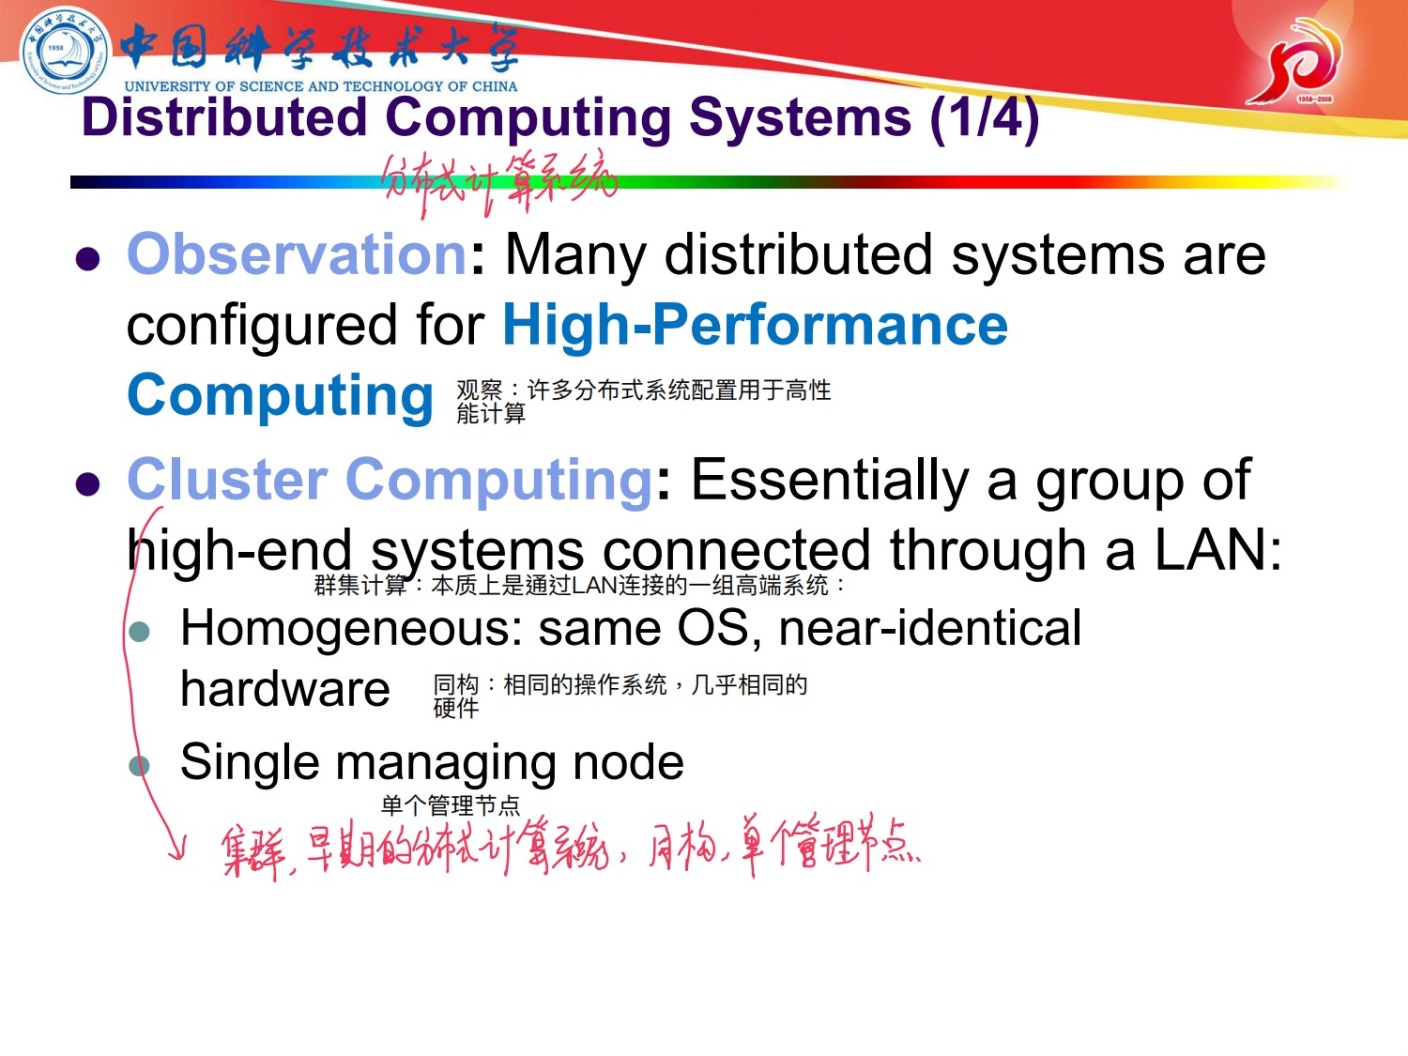 中国科学技术大学
UNIVERSITY OF SCIENCE AND TECHNOLOGY OF CHINA
1958
1958-2008
Distributed Computing Systems (1/4)
分布式计算系统
Observation: Many distributed systems are
configured for High-Performance
Computing
观察：许多分布式系统配置用于高性
能计算
Cluster Computing: Essentially a group of
high-end systems connected through a LAN:
群集计算：本质上是通过LAN连接的一组高端系统：
Homogeneous: same OS, near-identical
hardware
同构：相同的操作系统，几乎相同的
硬件
Single managing node
单个管理节点
集群,早期的分布式计算系统，同构,单个管理节点.